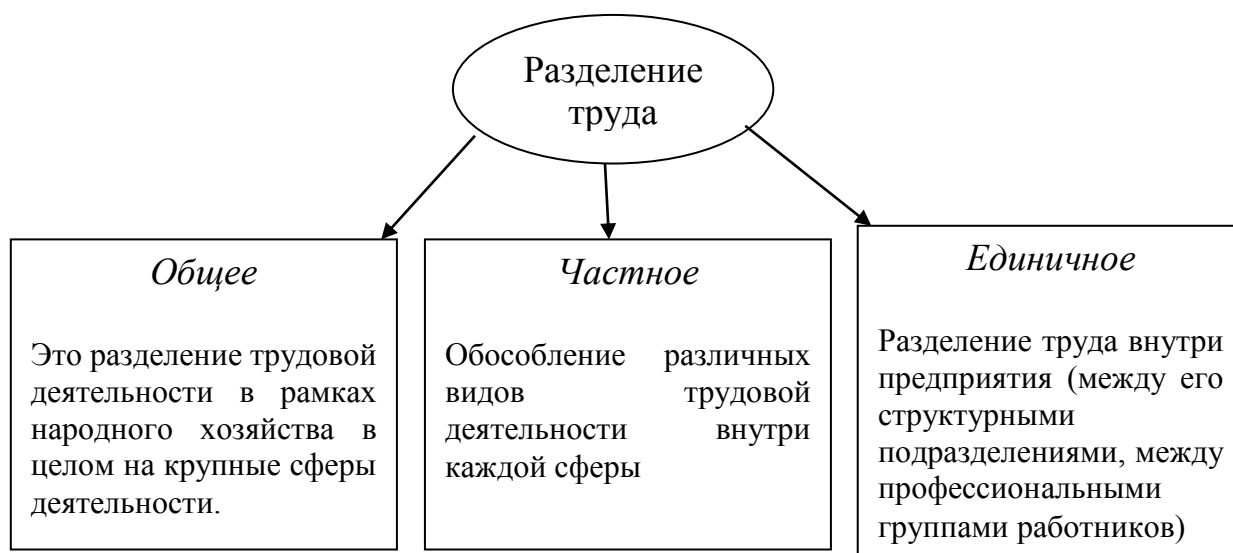 Разделение
труда
Общее
Это разделение трудовой
деятельности в рамках
народного хозяйства в
целом на крупные сферы
деятельности.
Частное
Обособление различных
видов трудовой
деятельности внутри
каждой сферы
Единичное
Разделение труда внутри
предприятия (между его
структурными
подразделениями, между
профессиональными
группами работников)